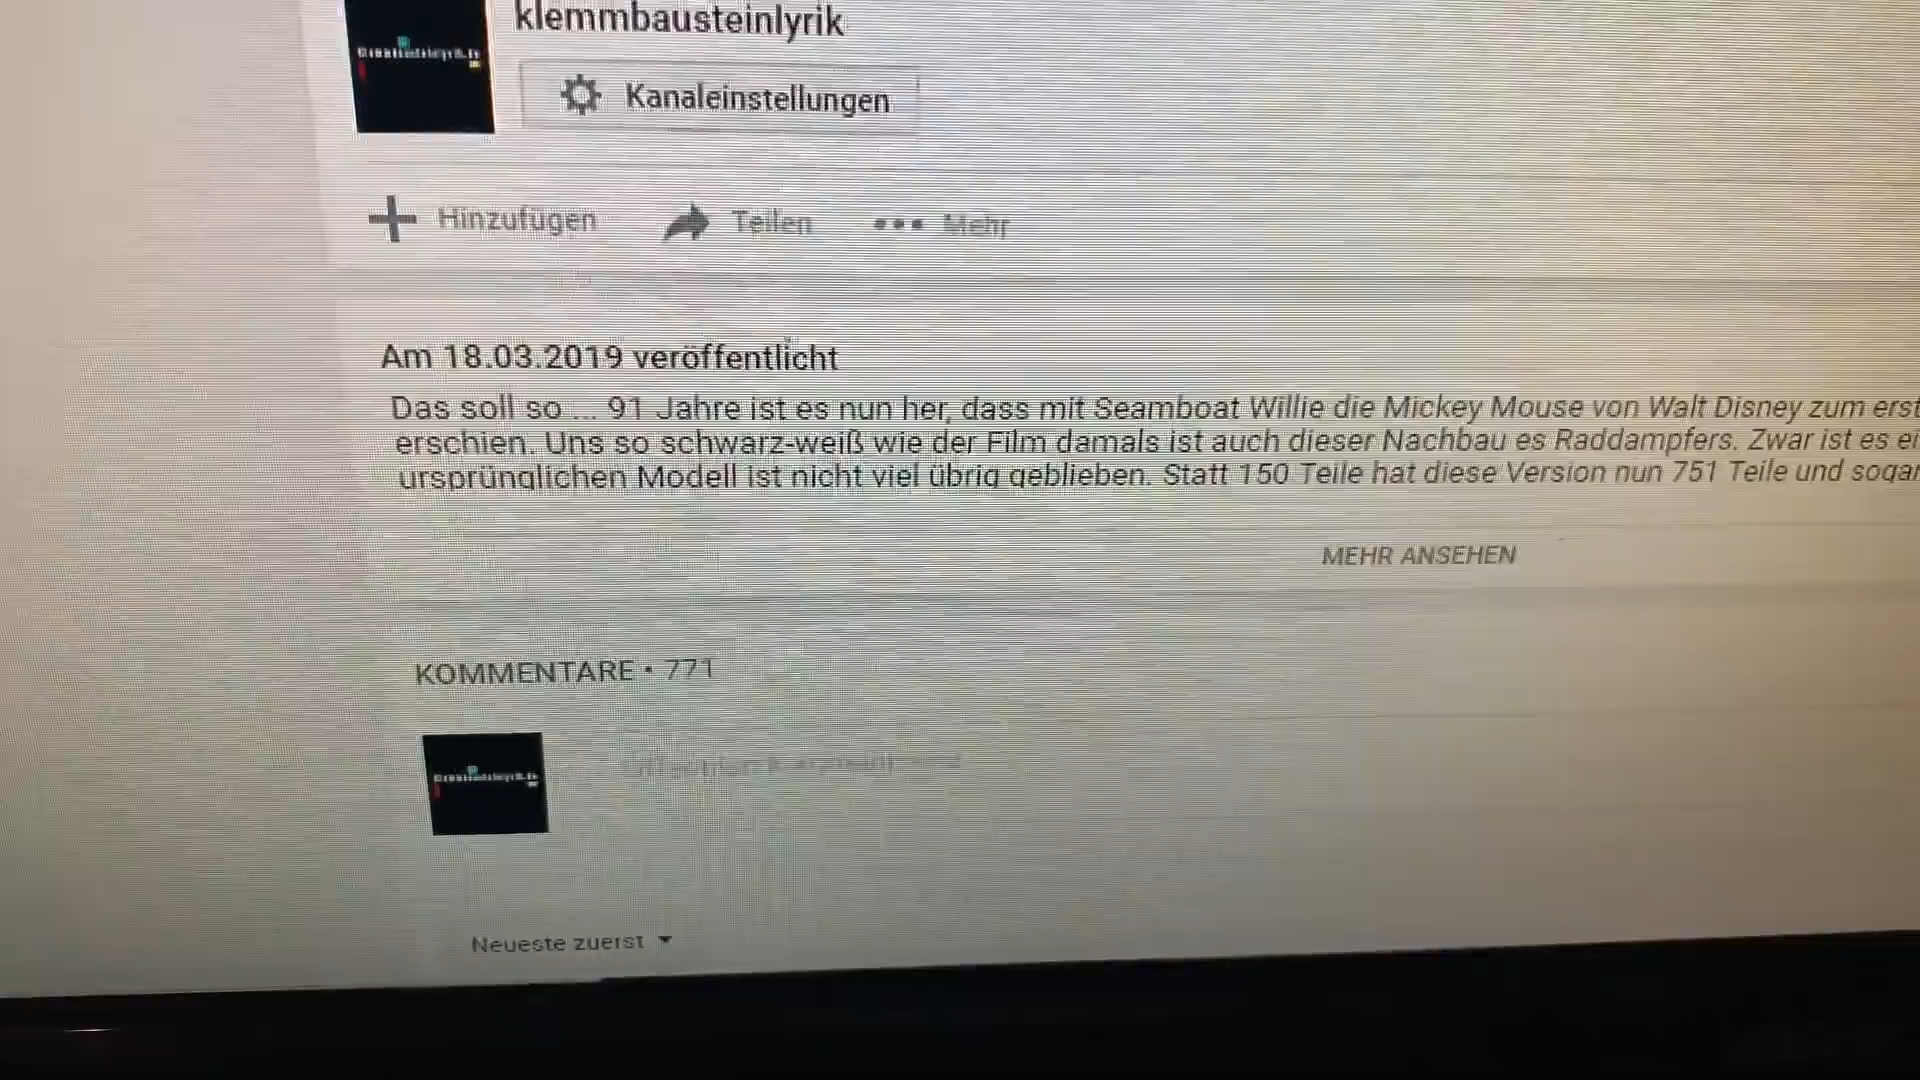 klemmbausteinlyrik
Kanaleinstellungen
Hinzufügen Teilen ••• Mehr
Am 18.03.2019 veröffentlicht
Das soll so ... 91 Jahre ist es nun her, dass mit Seamboat Willie die Mickey Mouse von Walt Disney zum erst
erschien. Uns so schwarz-weiß wie der Film damals ist auch dieser Nachbau es Raddampfers. Zwar ist es ei
ursprünglichen Modell ist nicht viel übrig geblieben. Statt 150 Teile hat diese Version nun 751 Teile und sogar
MEHR ANSEHEN
KOMMENTARE • 771
Neueste zuerst